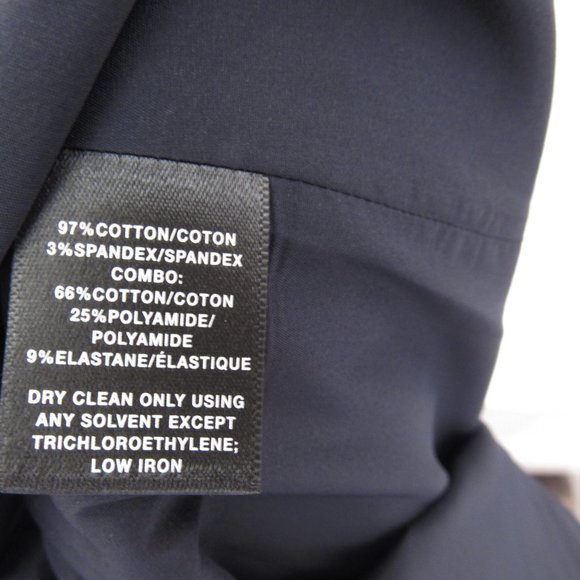 97%COTTON/COTON
3%SPANDEX/SPANDEX
COMBO:
66%COTTON/COTON
25%POLYAMIDE/
POLYAMIDE
9%ELASTANE/ÉLASTIQUE
DRY CLEAN ONLY USING
ANY SOLVENT EXCEPT
TRICHLOROETHYLENE;
LOW IRON